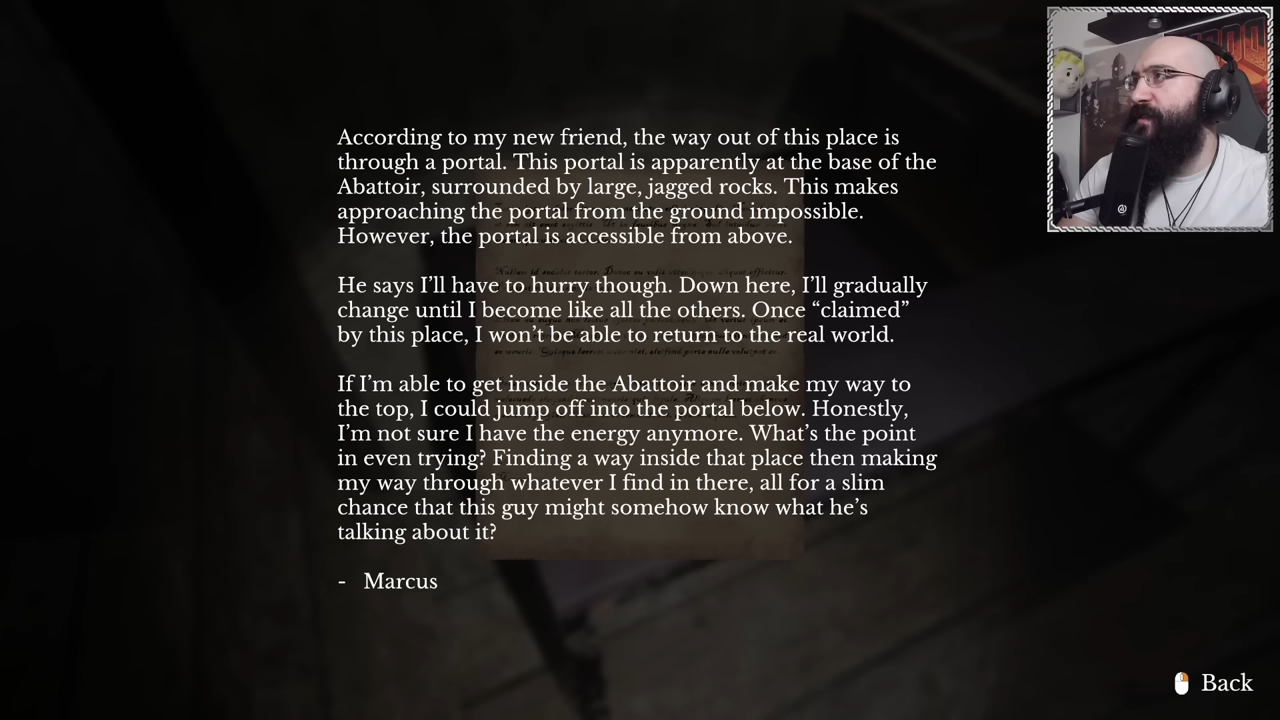 According to my new friend, the way out of this place is
through a portal. This portal is apparently at the base of the
Abattoir, surrounded by large, jagged rocks. This makes
approaching the portal from the ground impossible.
However, the portal is accessible from above.
He says I’ll have to hurry though. Down here, I’ll gradually
change until I become like all the others. Once “claimed”
by this place, I won’t be able to return to the real world.
If I’m able to get inside the Abattoir and make my way to
the top, I could jump off into the portal below. Honestly,
I’m not sure I have the energy anymore. What’s the point
in even trying? Finding a way inside that place then making
my way through whatever I find in there, all for a slim
chance that this guy might somehow know what he’s
talking about it?
- Marcus
Back